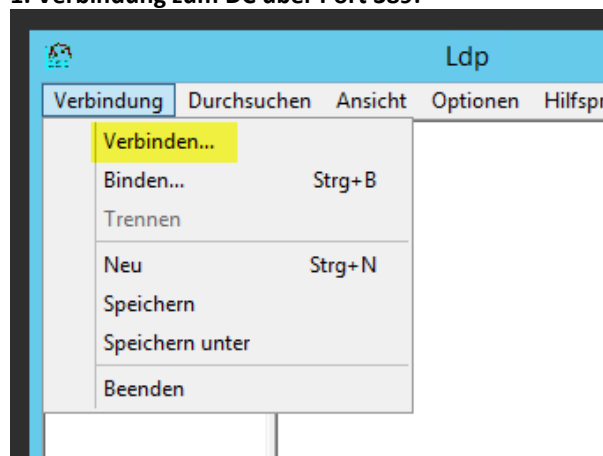 1. Verbindung zum DC über Port 389:
Ldp
Verbindung Durchsuchen Ansicht Optionen
Verbinden...
Binden... Strg+B
Trennen
Neu Strg+N
Speichern
Speichern unter
Beenden